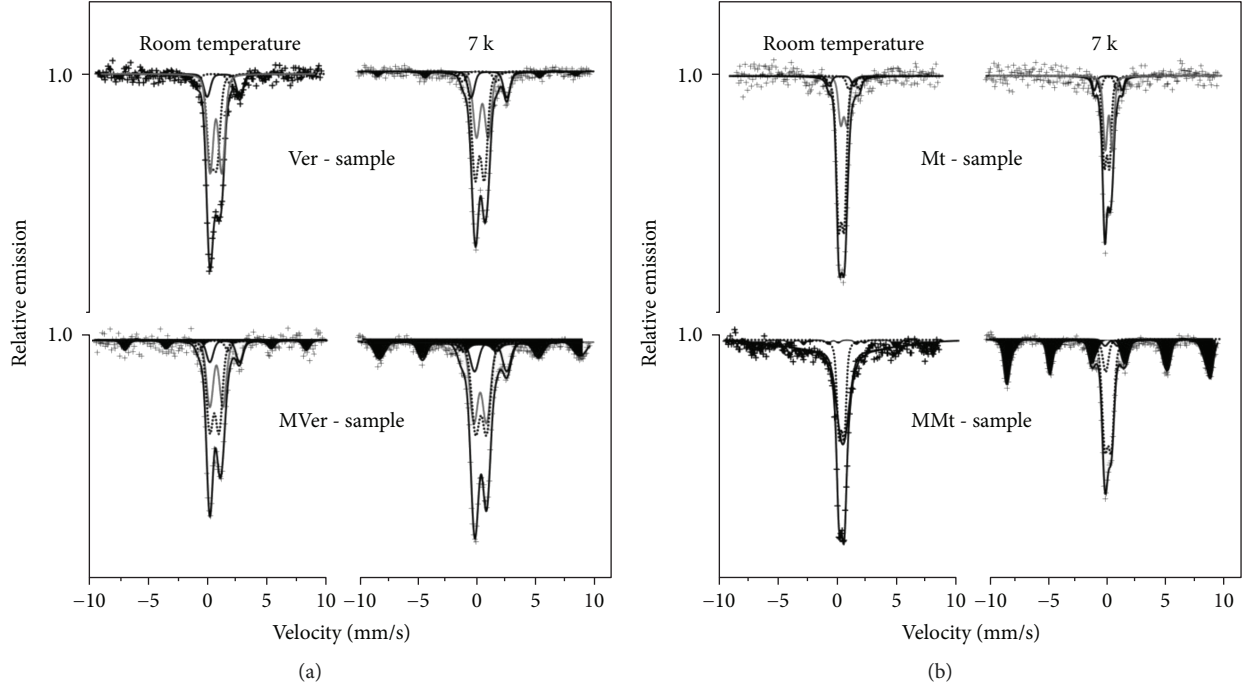 Room temperature
7 k
1.0
Ver - sample
Relative emission
1.0
MVer - sample
−10
−5
0
5
10
−10
−5
0
5
10
Velocity (mm/s)
(a)
Room temperature
7 k
1.0
Mt - sample
Relative emission
1.0
MMt - sample
−10
−5
0
5
10
−10
−5
0
5
10
Velocity (mm/s)
(b)